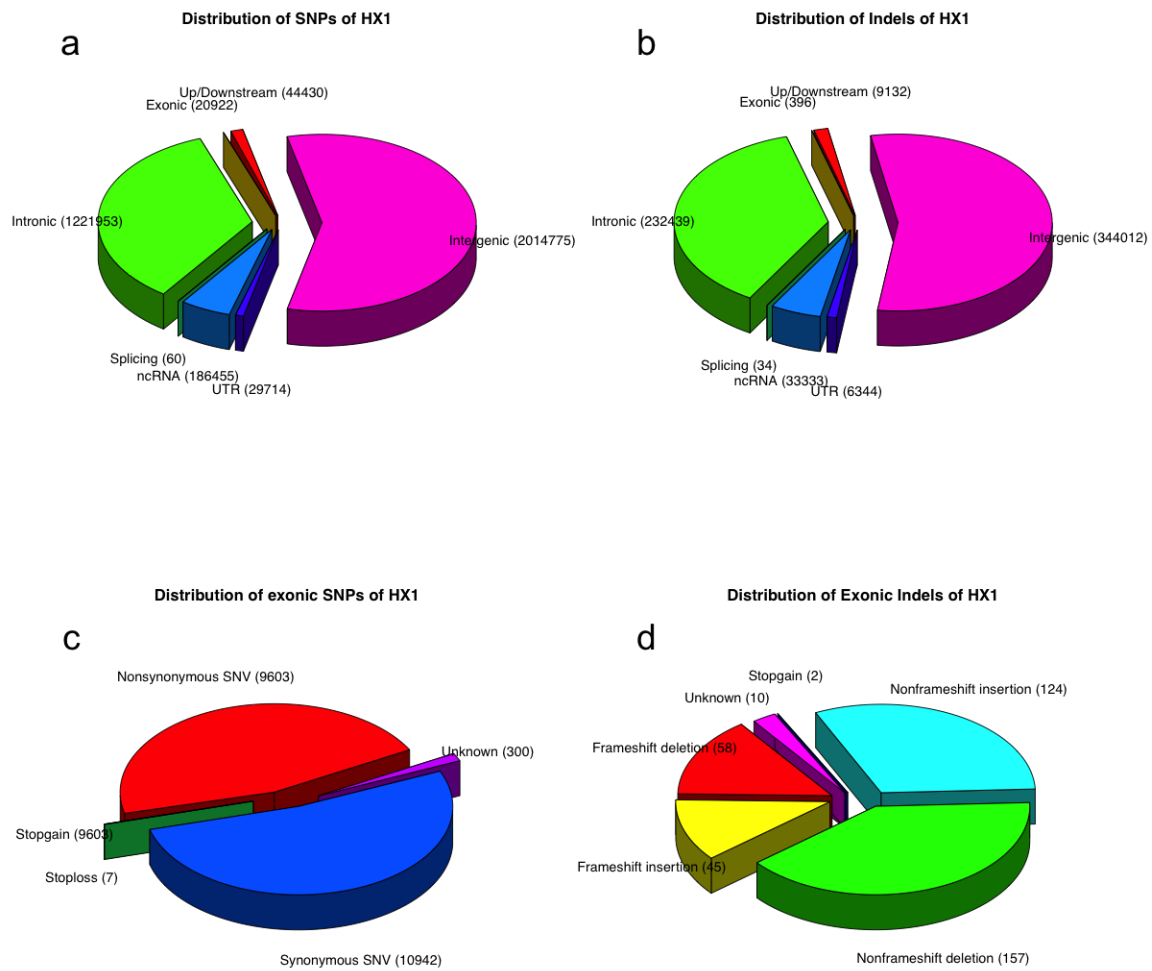 Distribution of SNPs of HX1
a
Up/Downstream (44430)
Exonic (20922)
Intronic (1221953)
Intergenic (2014775)
Splicing (60)
ncRNA (186455)
UTR (29714)
Distribution of Indels of HX1
b
Up/Downstream (9132)
Exonic (396)
Intronic (232439)
Intergenic (344012)
Splicing (34)
ncRNA (33333)
UTR (6344)
Distribution of exonic SNPs of HX1
c
Nonsynonymous SNV (9603)
Unknown (300)
Stopgain (9603)
Stoploss (7)
Synonymous SNV (10942)
Distribution of Exonic Indels of HX1
d
Stopgain (2)
Nonframeshift insertion (124)
Unknown (10)
Frameshift deletion (58)
Frameshift insertion (45)
Nonframeshift deletion (157)